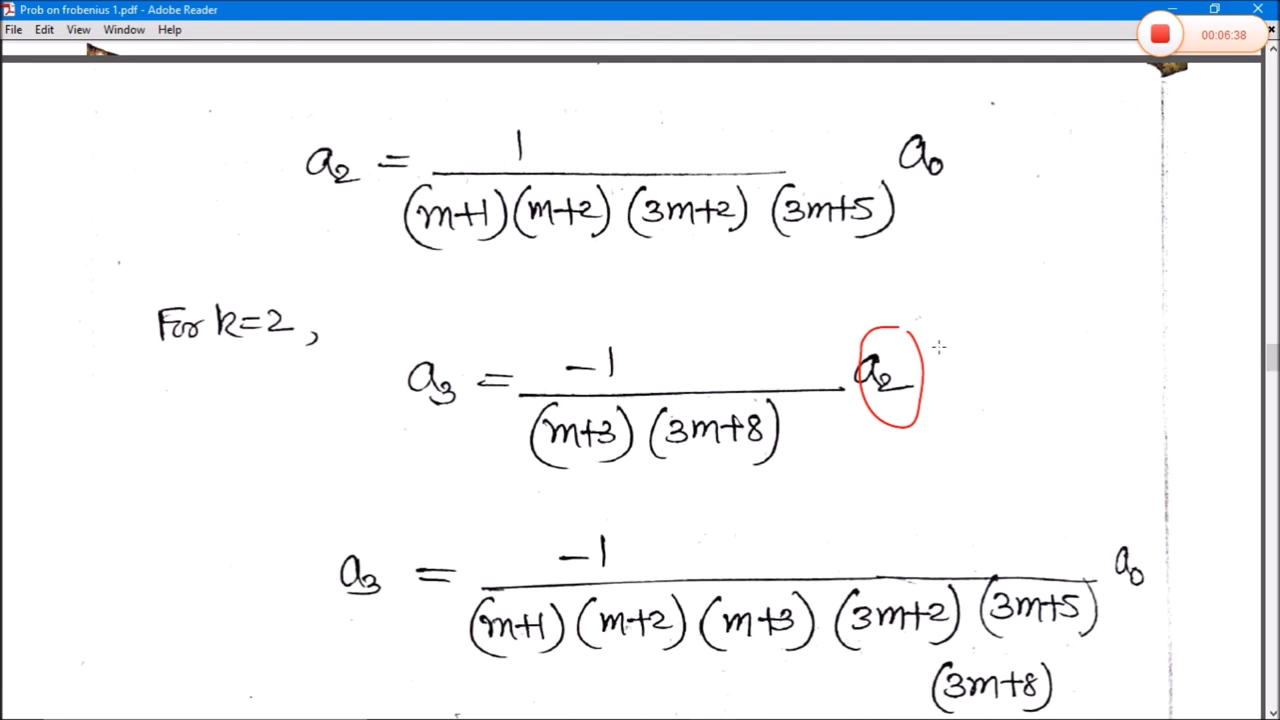 Prob on frobenius 1.pdf - Adobe Reader
File Edit View Window Help
00:06:38
a₂ = 1 / (m+1)(m+2)(3m+2)(3m+5) a₀
For k=2,
a₃ = -1 / (m+3)(3m+8) a₂
a₃ = -1 / (m+1)(m+2)(m+3)(3m+2)(3m+5)(3m+8) a₀